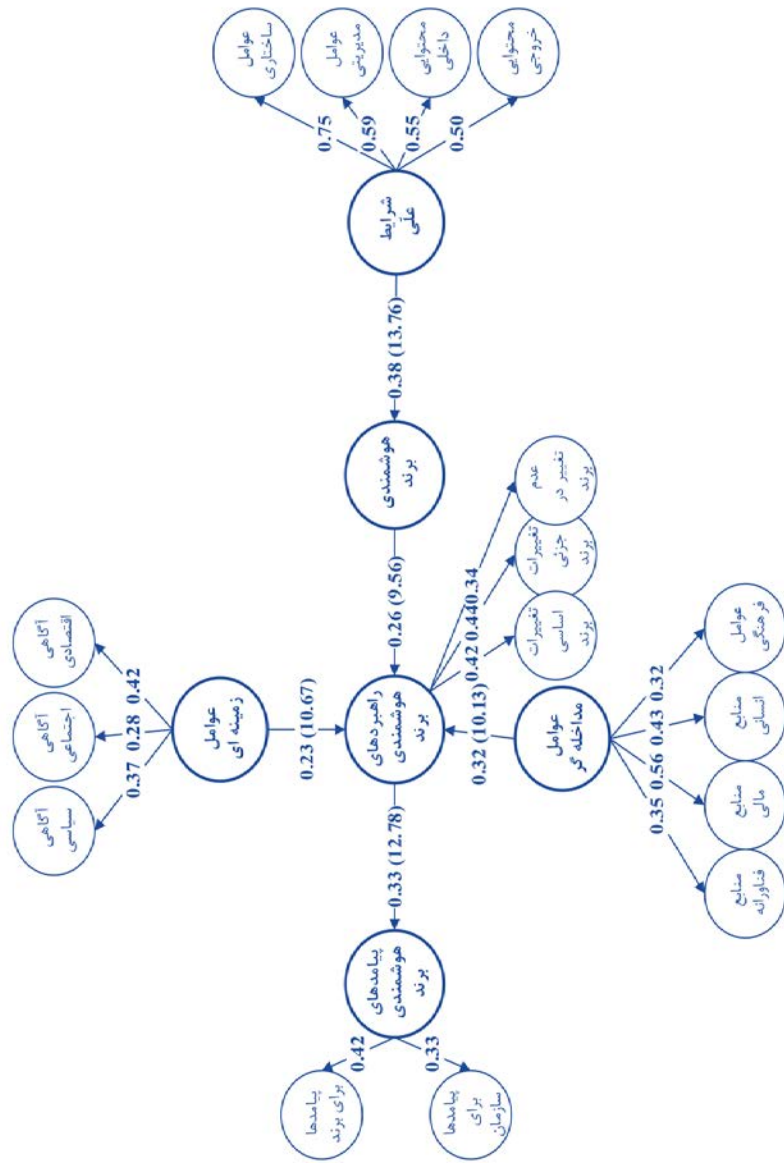 عوامل
ساختاری
عوامل
مدیریتی
محتوایی
داخلی
محتوایی
خروجی
0.75
0.59
0.55
0.50
شرایط
علّی
0.38 (13.76)
هوشمندی
برند
0.26 (9.56)
آگاهی
اقتصادی
آگاهی
اجتماعی
آگاهی
سیاسی
0.42
0.28
0.37
عوامل
زمینه ای
0.23 (10.67)
راهبردهای
هوشمندی
برند
0.34
0.44
0.42
عدم
تغییر در
برند
تغییرات
جزئی
برند
تغییرات
اساسی
برند
0.32 (10.13)
عوامل
مداخله گر
0.32
0.43
0.56
0.35
عوامل
فرهنگی
منابع
انسانی
منابع
مالی
منابع
فناورانه
0.33 (12.78)
پیامدهای
هوشمندی
برند
0.42
0.33
پیامدها
برای برند
پیامدها
برای
سازمان